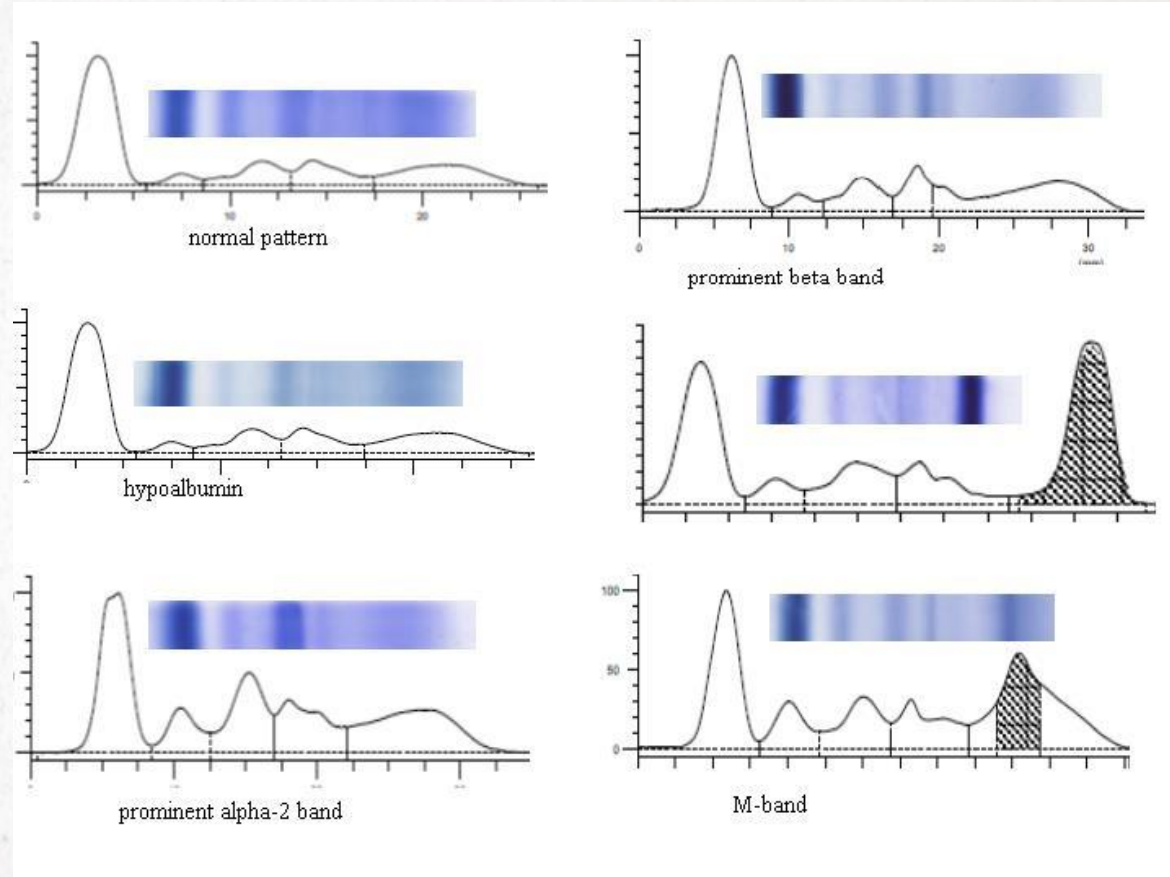 0 10 20
normal pattern
0 10 20 30
(mm)
prominent beta band
hypoalbumin
prominent alpha-2 band
100
50
0
M-band